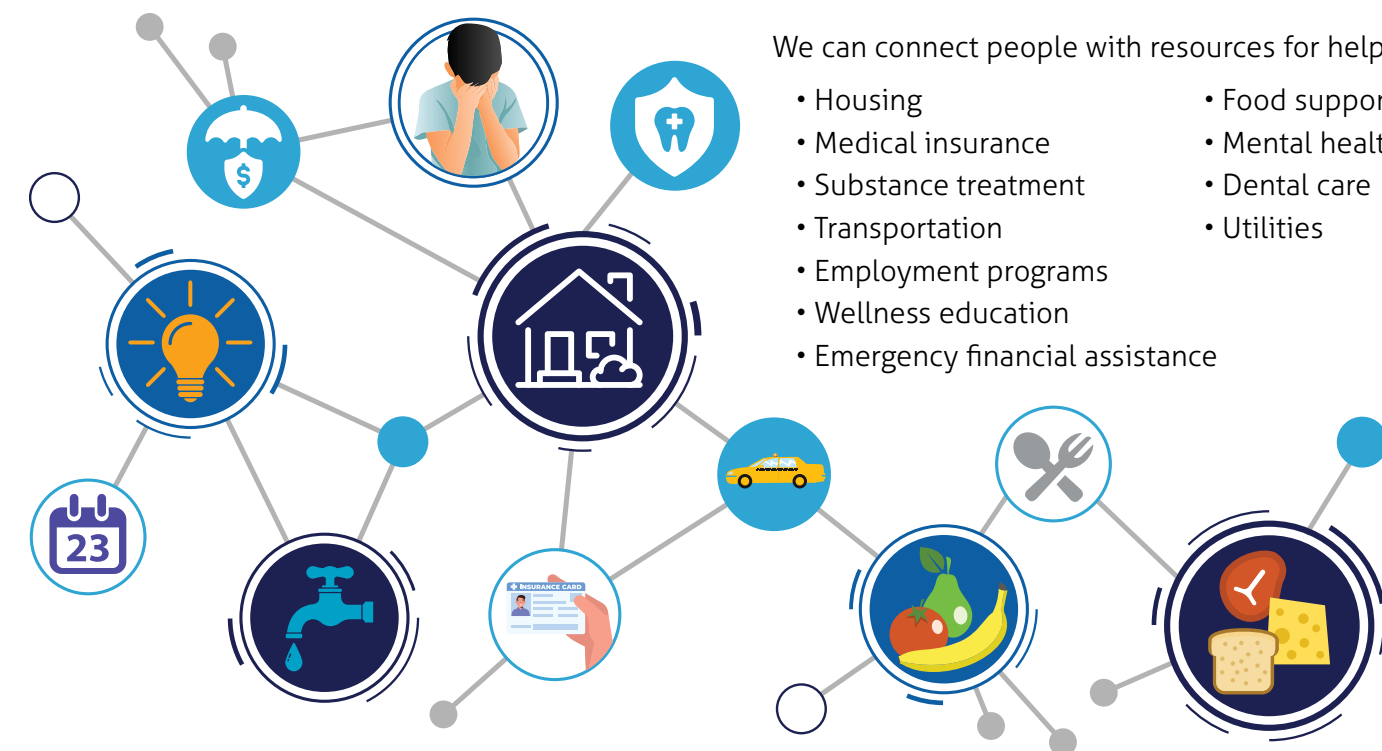 We can connect people with resources for help
• Housing
• Medical insurance
• Substance treatment
• Transportation
• Employment programs
• Wellness education
• Emergency financial assistance
• Food suppor
• Mental healt
• Dental care
• Utilities
$
23
INSURANCE CARD